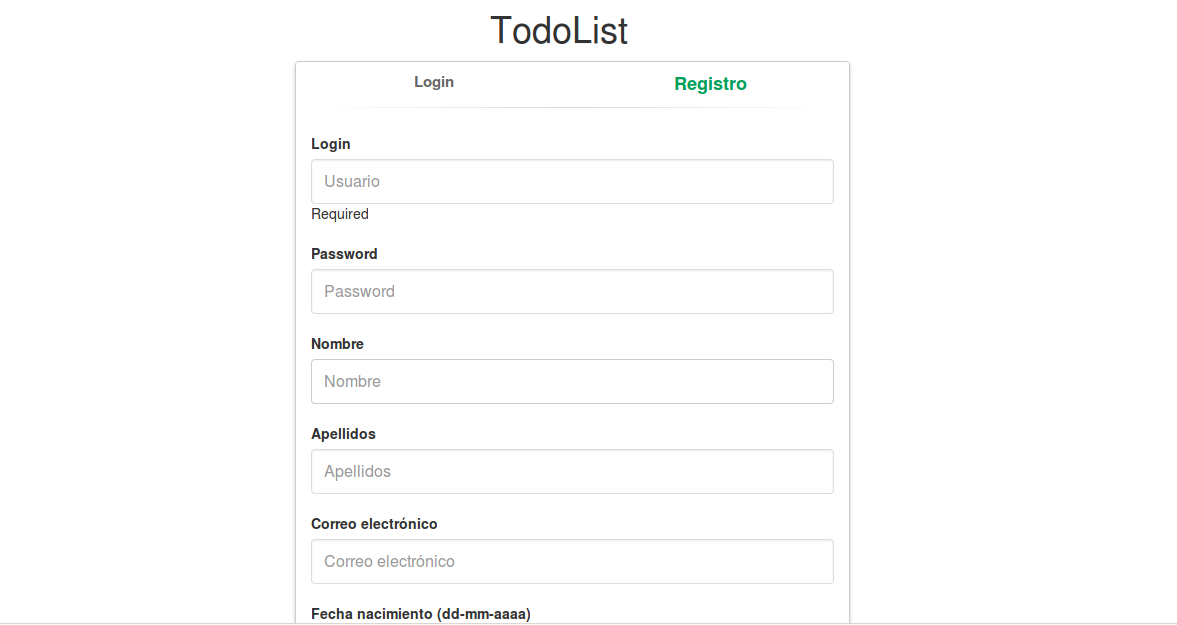 TodoList
Login Registro
Login
Usuario
Required
Password
Password
Nombre
Nombre
Apellidos
Apellidos
Correo electrónico
Correo electrónico
Fecha nacimiento (dd-mm-aaaa)